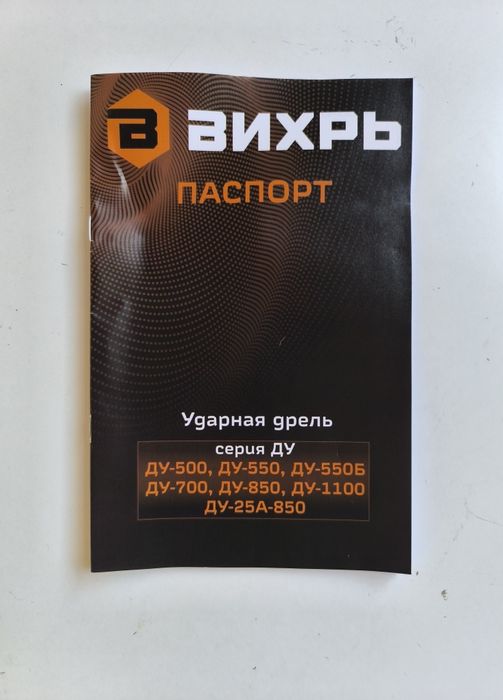 В ВИХРЬ
ПАСПОРТ
Ударная дрель
серия ДУ
ДУ-500, ДУ-550, ДУ-550Б
ДУ-700, ДУ-850, ДУ-1100
ДУ-25А-850